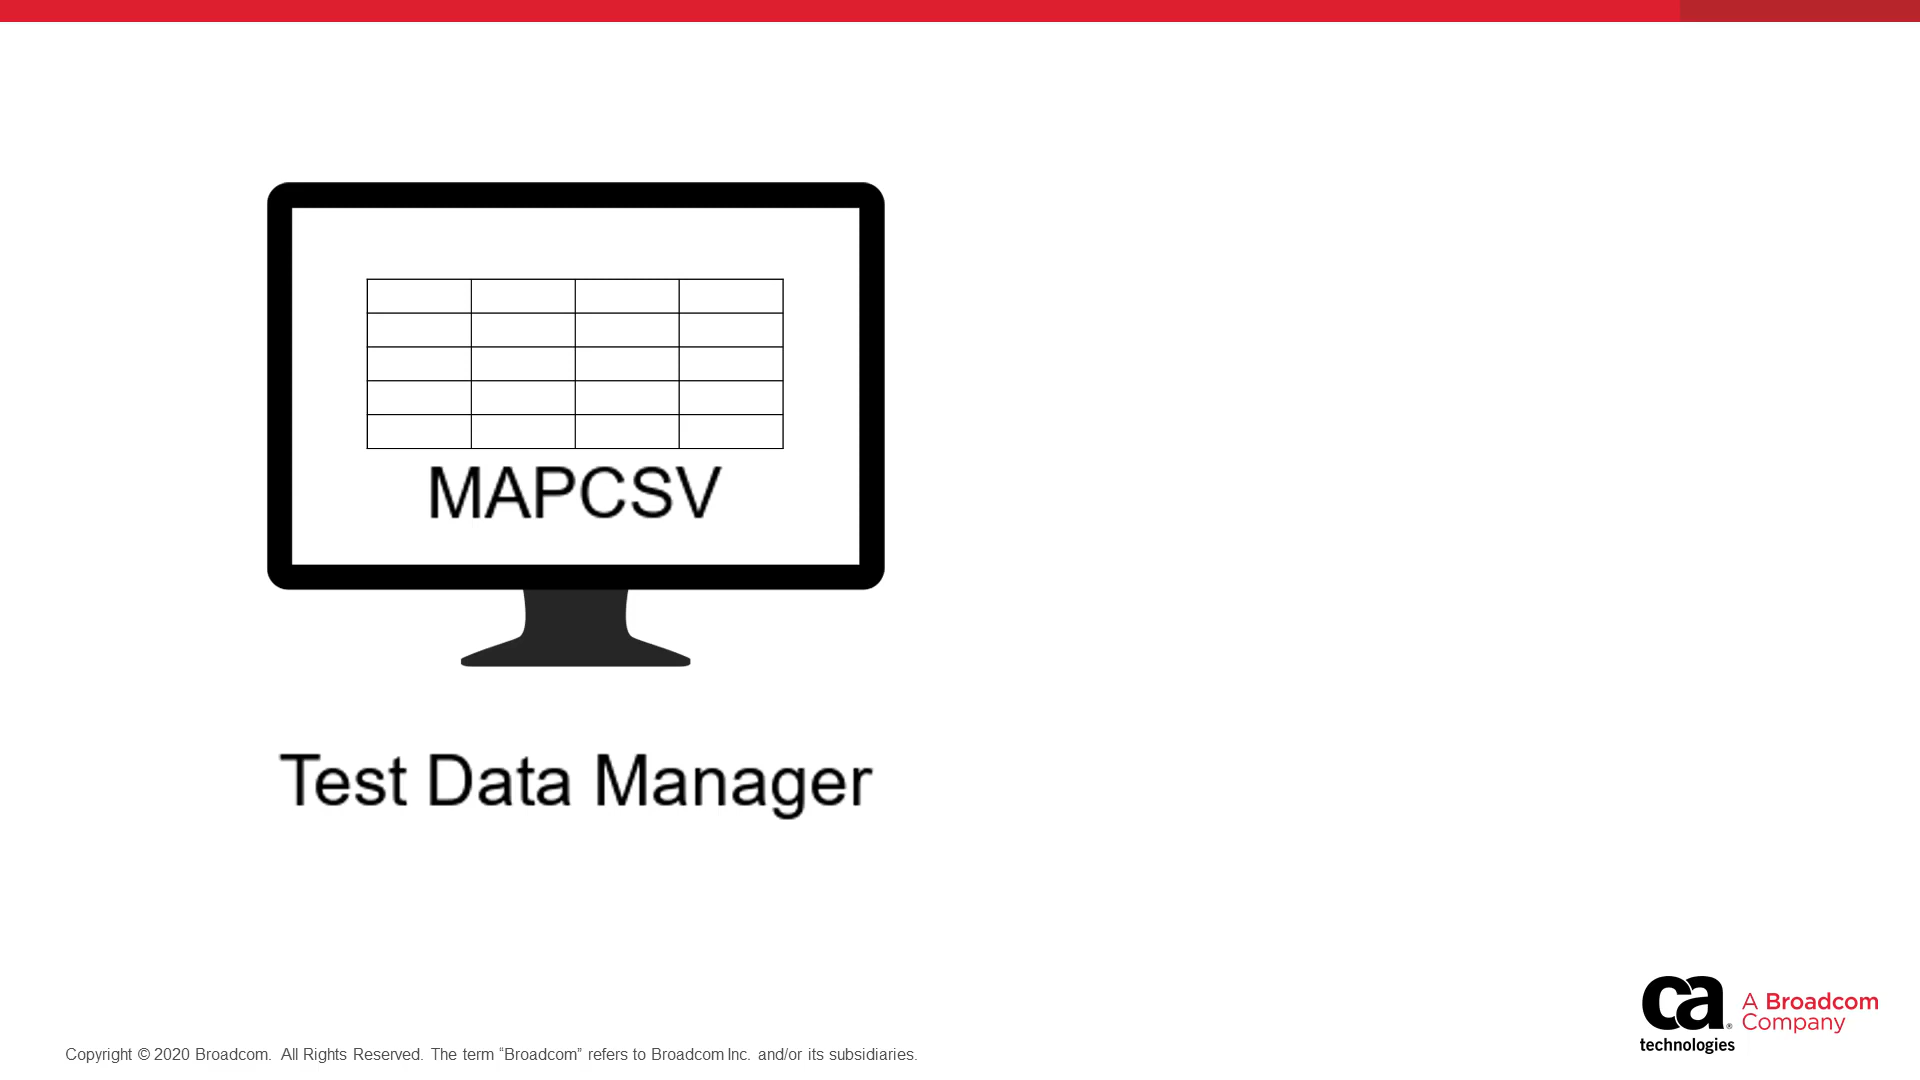 MAPCSV
Test Data Manager
ca
technologies
®
A Broadcom
Company
Copyright © 2020 Broadcom. All Rights Reserved. The term “Broadcom” refers to Broadcom Inc. and/or its subsidiaries.